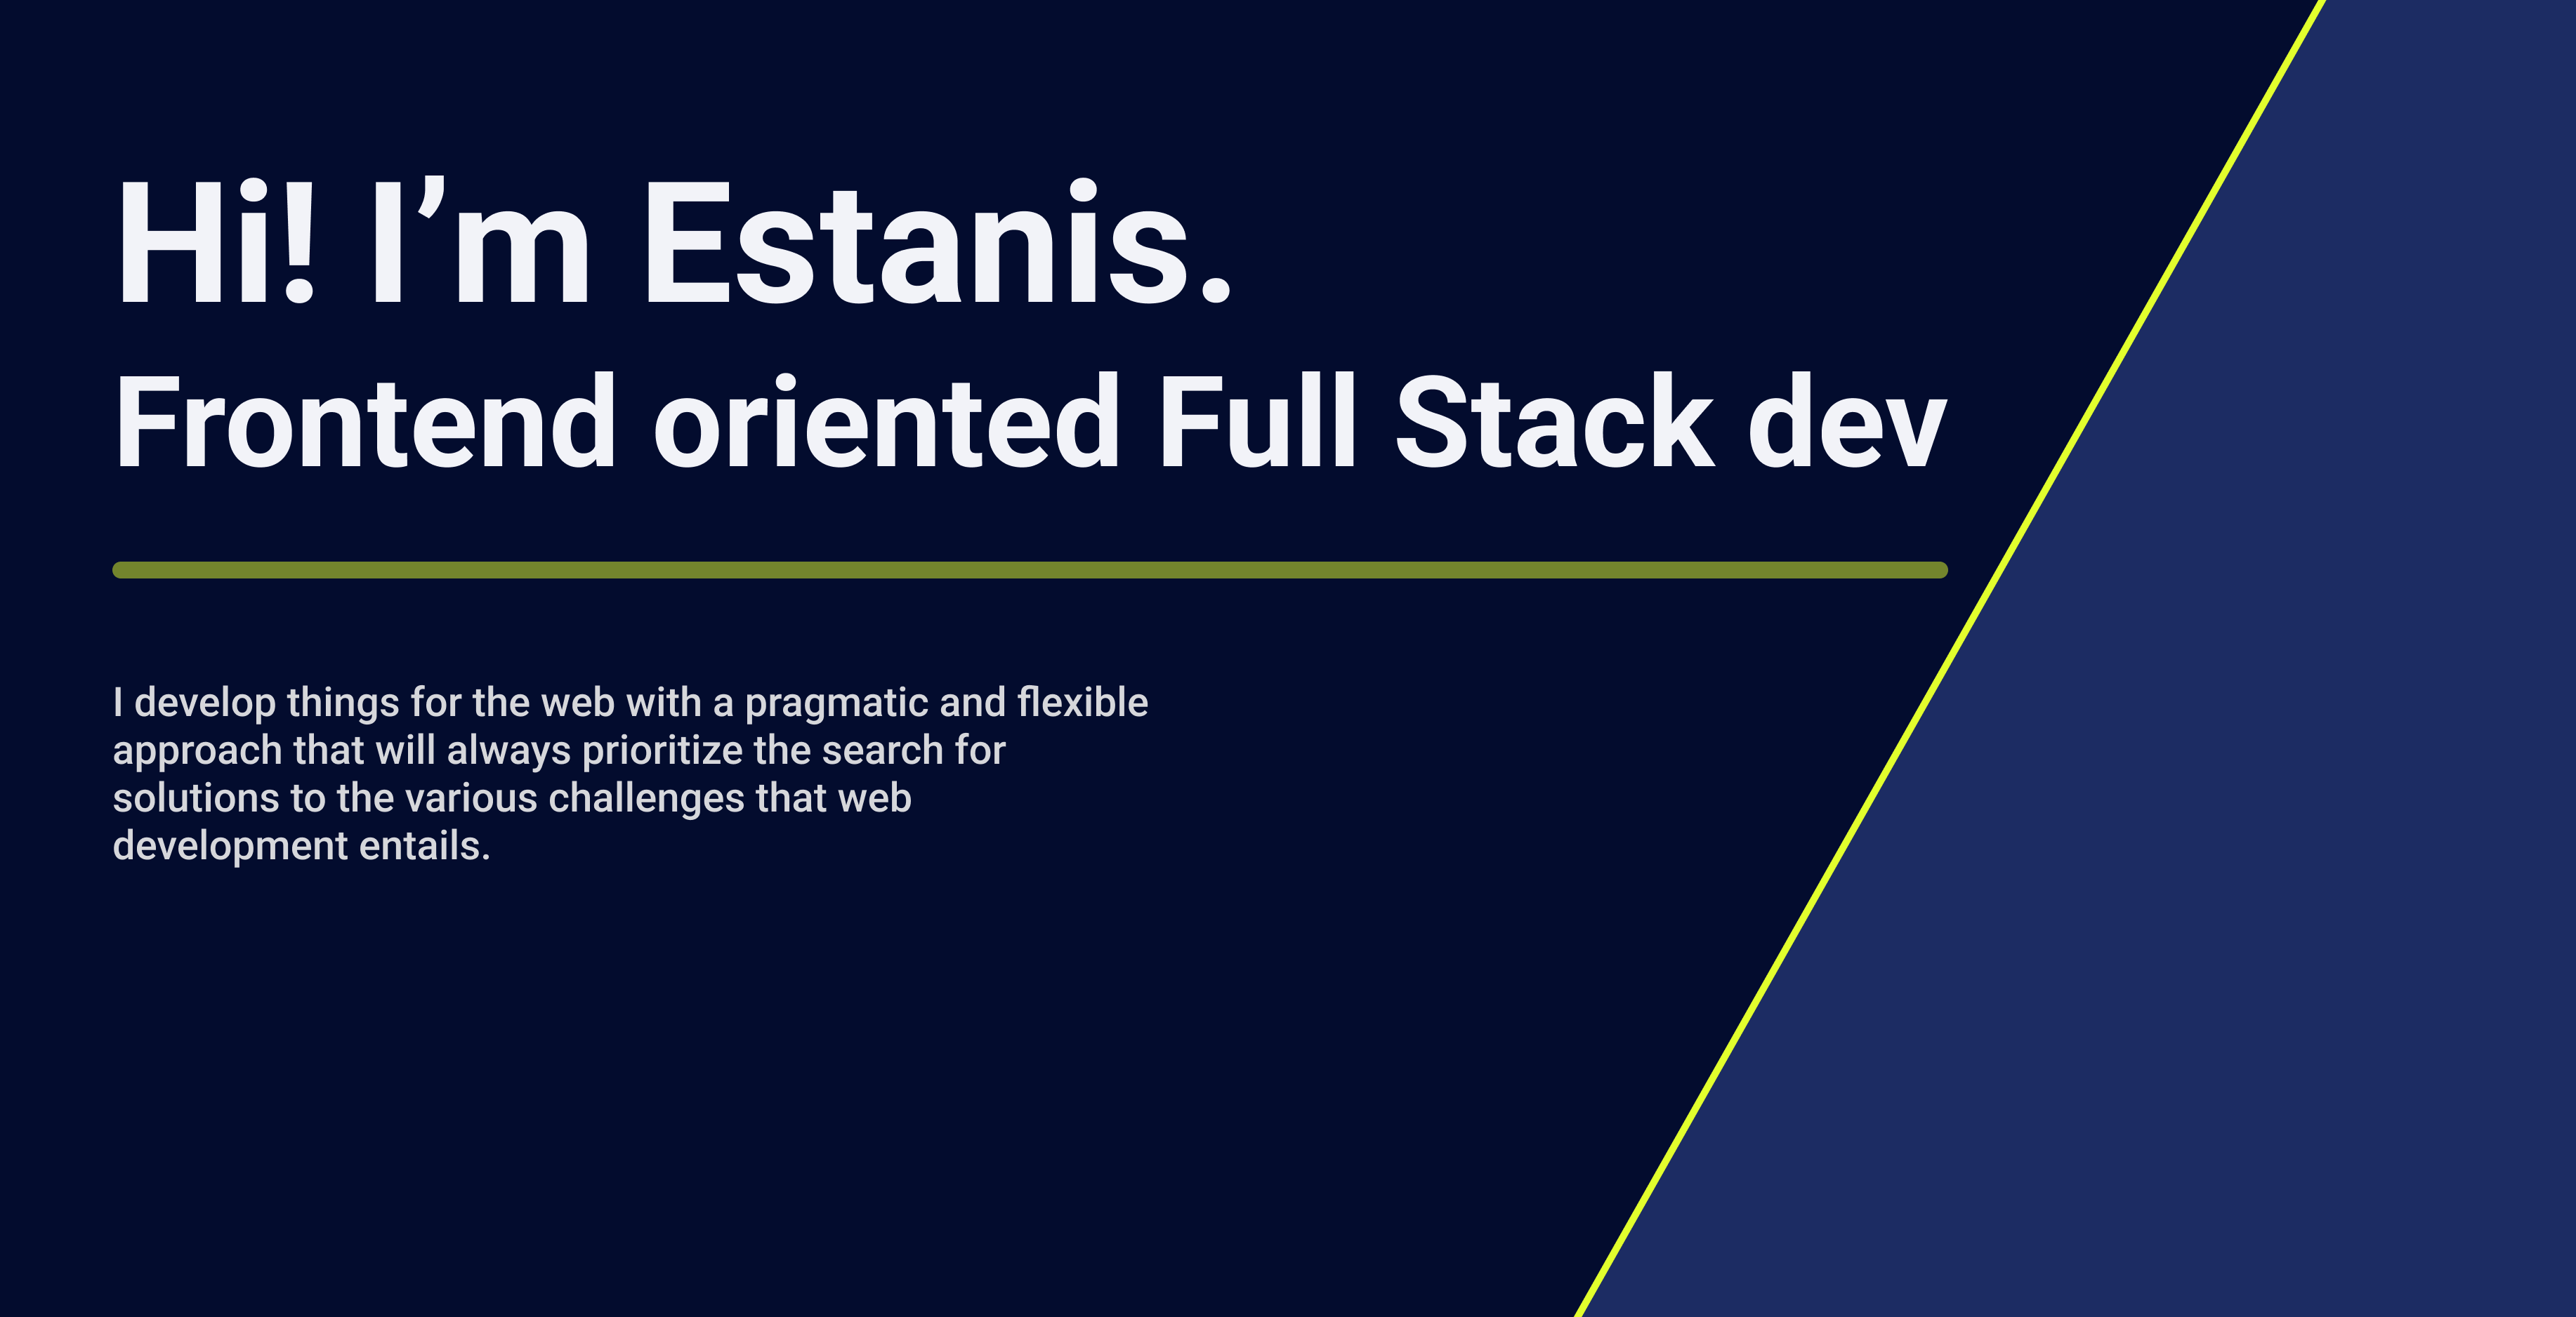 Hi! I’m Estanis.
Frontend oriented Full Stack dev
I develop things for the web with a pragmatic and flexible
approach that will always prioritize the search for
solutions to the various challenges that web
development entails.